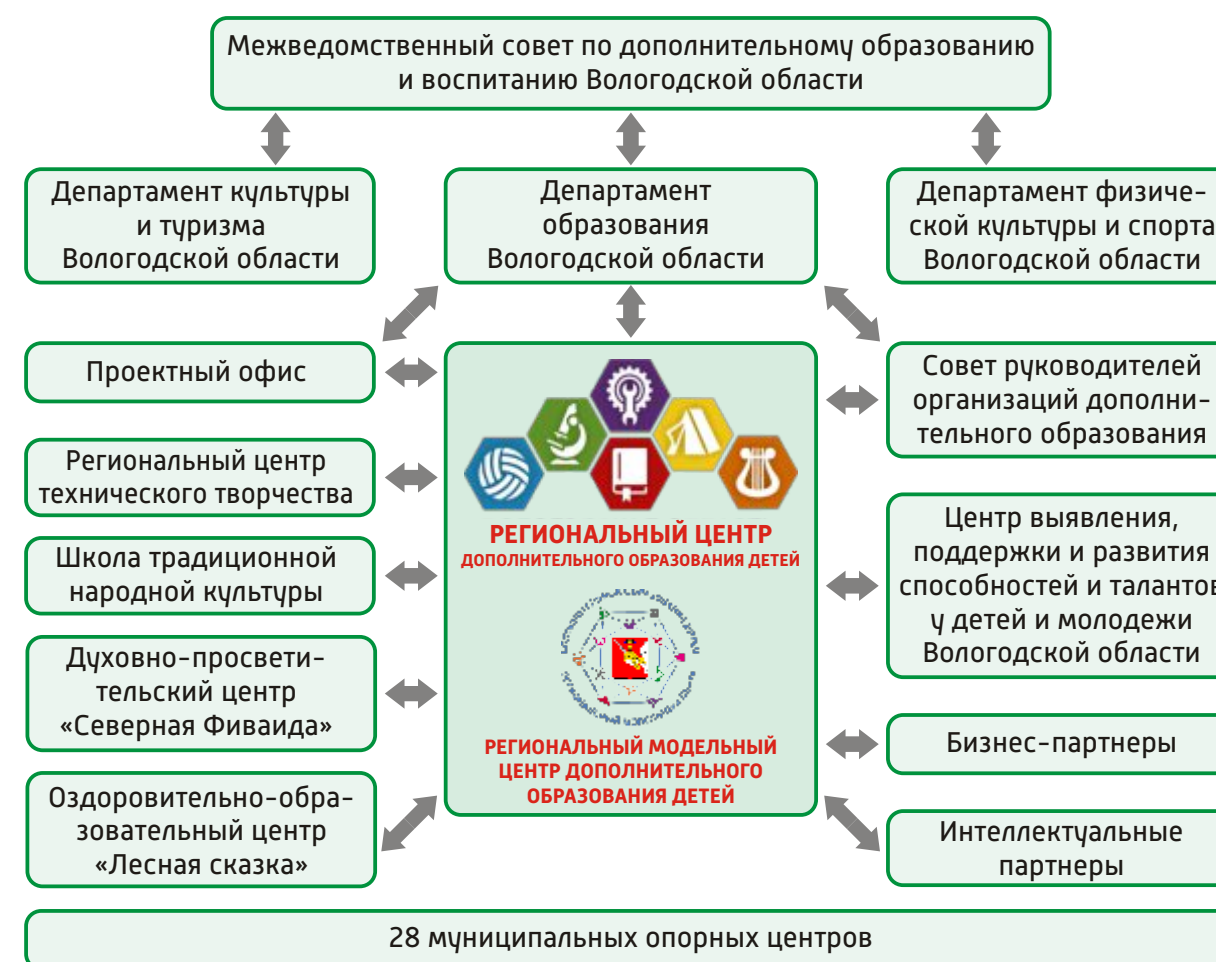 Межведомственный совет по дополнительному образованию
и воспитанию Вологодской области
Департамент культуры
и туризма
Вологодской области
Департамент
образования
Вологодской области
Департамент физиче-
ской культуры и спорта
Вологодской области
Проектный офис
Региональный центр
технического творчества
Школа традиционной
народной культуры
Духовно-просвети-
тельский центр
«Северная Фиваида»
Оздоровительно-обра-
зовательный центр
«Лесная сказка»
РЕГИОНАЛЬНЫЙ ЦЕНТР
ДОПОЛНИТЕЛЬНОГО ОБРАЗОВАНИЯ ДЕТЕЙ
РЕГИОНАЛЬНЫЙ МОДЕЛЬНЫЙ
ЦЕНТР ДОПОЛНИТЕЛЬНОГО
ОБРАЗОВАНИЯ ДЕТЕЙ
Совет руководителей
организаций дополни-
тельного образования
Центр выявления,
поддержки и развития
способностей и талантов
у детей и молодежи
Вологодской области
Бизнес-партнеры
Интеллектуальные
партнеры
28 муниципальных опорных центров